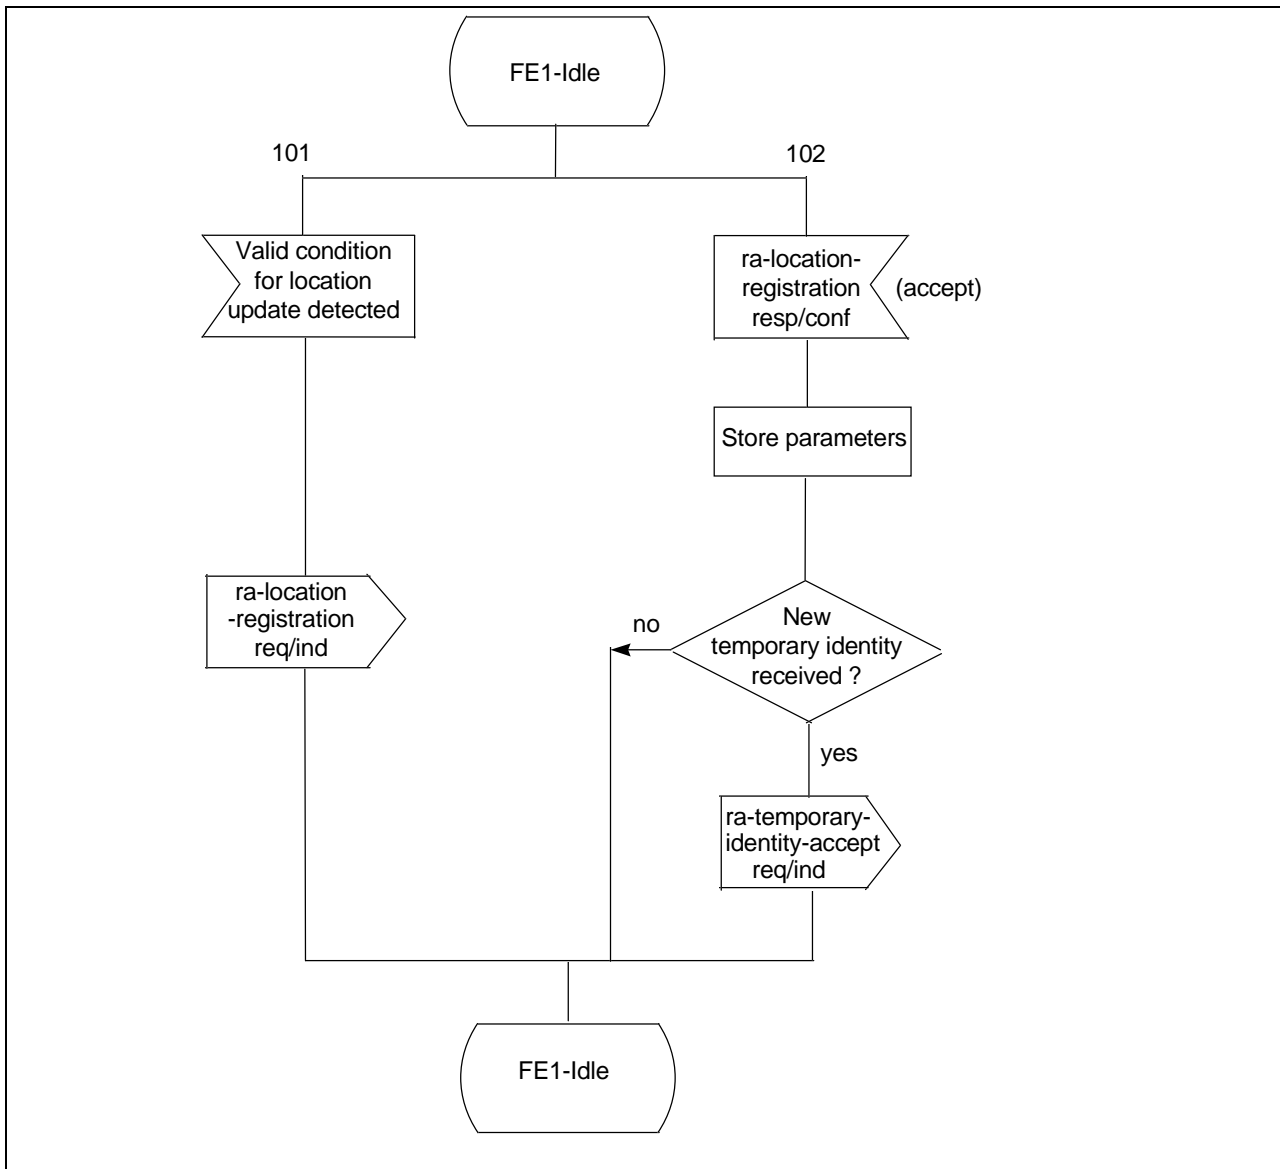 FE1-Idle
101
102
Valid condition
for location
update detected
ra-location-
registration
resp/conf
(accept)
Store parameters
ra-location
-registration
req/ind
no
New
temporary identity
received ?
yes
ra-temporary-
identity-accept
req/ind
FE1-Idle